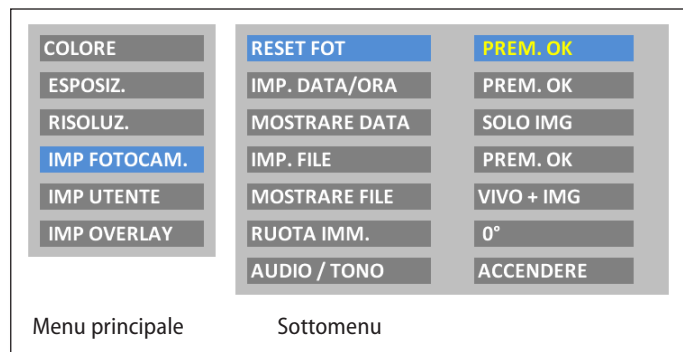 COLORE
ESPOSIZ.
RISOLUZ.
IMP FOTOCAM.
IMP UTENTE
IMP OVERLAY
RESET FOT PREM. OK
IMP. DATA/ORA PREM. OK
MOSTRARE DATA SOLO IMG
IMP. FILE PREM. OK
MOSTRARE FILE VIVO + IMG
RUOTA IMM. 0°
AUDIO / TONO ACCENDERE
Menu principale
Sottomenu